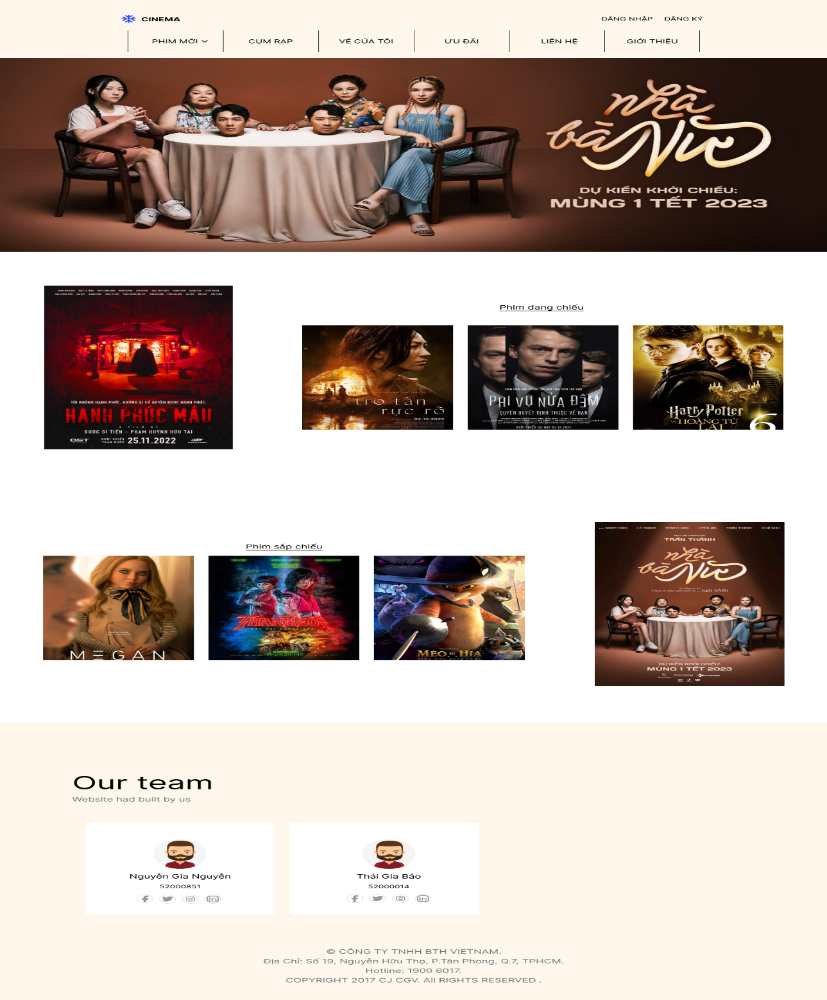 CINEMA
ĐĂNG NHẬP ĐĂNG KÝ
PHIM MỚI
CỤM RẠP
VÉ CỦA TÔI
ƯU ĐÃI
LIÊN HỆ
GIỚI THIỆU
nhà
bà Nữ
DỰ KIẾN KHỞI CHIẾU:
MÙNG 1 TẾT 2023
TÔI KHÔNG HẠNH PHÚC, KHÔNG AI CÓ QUYỀN ĐƯỢC HẠNH PHÚC.
HẠNH PHÚC MÁU
A FILM BY
DƯỢC SĨ TIẾN - PHẠM HUỲNH HỮU TÀI
DST
KHỞI CHIẾU
TOÀN QUỐC 25.11.2022
Phim đang chiếu
tro tàn
rực rỡ
02.12.2022
PHI VỤ NỬA ĐÊM
QUYỀN QUYẾT ĐỊNH THUỘC VỀ BẠN
KHỞI CHIẾU TẠI RẠP 02.12.2022
Harry Potter
VÀ HOÀNG TỬ
LAI
6
Phim sắp chiếu
M3GAN
THANH SÓI
MÈO ĐI HIA
TRẤN THÀNH
nhà
bà Nữ
nạn nhân
DỰ KIẾN KHỞI CHIẾU:
MÙNG 1 TẾT 2023
Our team
Website had built by us
Nguyễn Gia Nguyễn
52000851
Thái Gia Bảo
52000014
© CÔNG TY TNHH BTH VIETNAM.
Địa Chỉ: Số 19, Nguyễn Hữu Thọ, P.Tân Phong, Q.7, TPHCM.
Hotline: 1900 6017.
COPYRIGHT 2017 CJ CGV. All RIGHTS RESERVED .